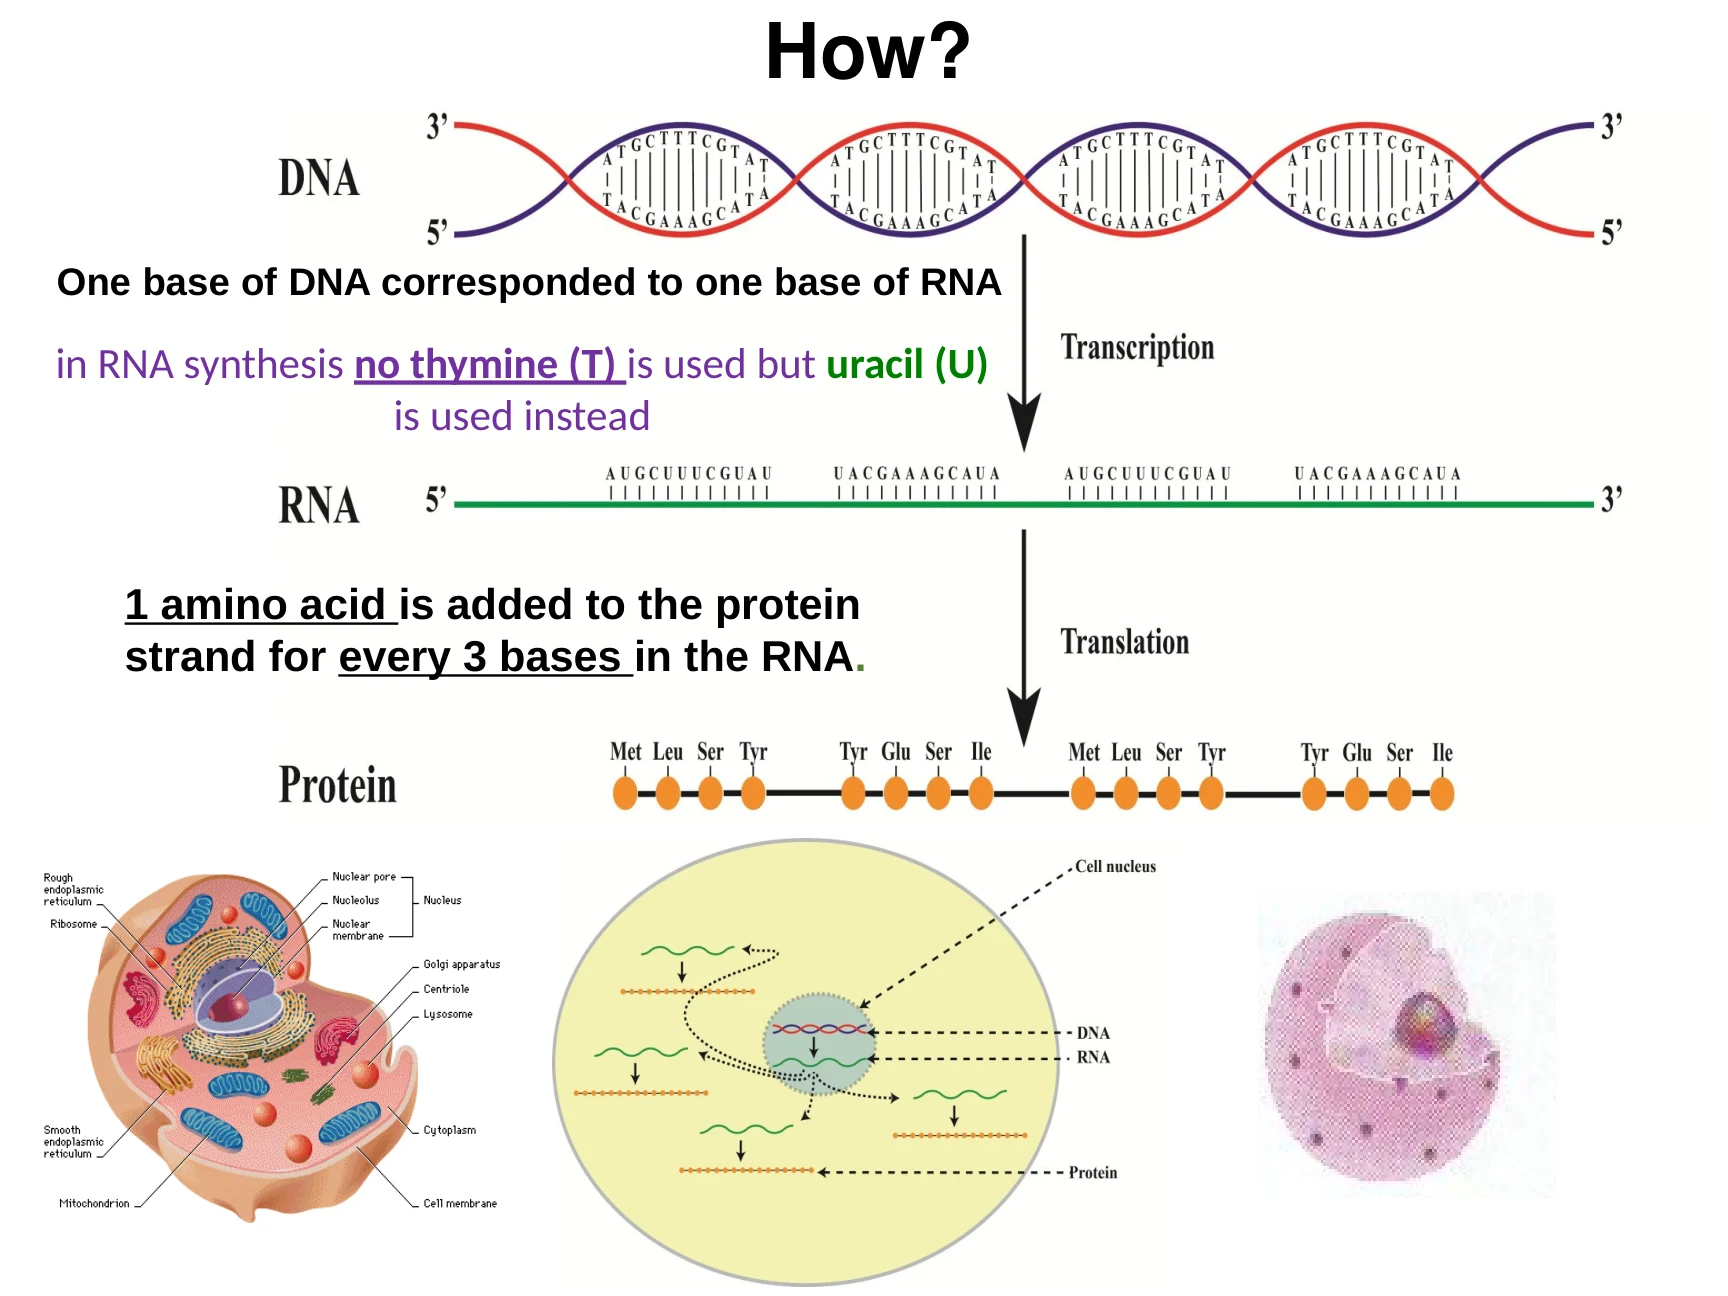 How?
3’ 3’
A T G C T T T C G T A T A T G C T T T C G T A T A T G C T T T C G T A T A T G C T T T C G T A T
DNA
T A C G A A A G C A T A T A C G A A A G C A T A T A C G A A A G C A T A T A C G A A A G C A T A
5’ 5’
One base of DNA corresponded to one base of RNA
in RNA synthesis no thymine (T) is used but uracil (U)
is used instead
Transcription
A U G C U U U C G U A U U A C G A A A G C A U A A U G C U U U C G U A U U A C G A A A G C A U A
RNA 5’ 3’
1 amino acid is added to the protein
strand for every 3 bases in the RNA.
Translation
Met Leu Ser Tyr Tyr Glu Ser Ile Met Leu Ser Tyr Tyr Glu Ser Ile
Protein
Rough
endoplasmic
reticulum
Ribosome
Nuclear pore
Nucleolus
Nuclear
membrane
Nucleus
Golgi apparatus
Centriole
Lysosome
Smooth
endoplasmic
reticulum
Cytoplasm
Mitochondrion
Cell membrane
Cell nucleus
DNA
RNA
Protein